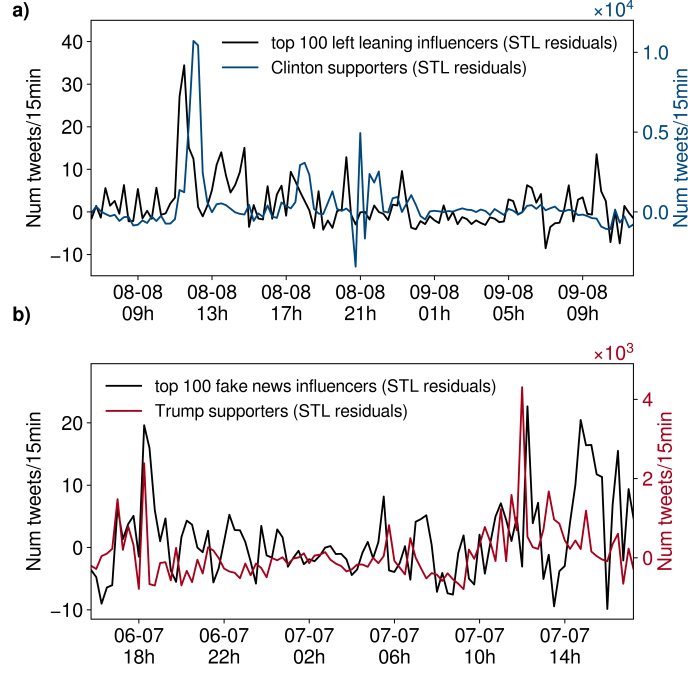 a)
×10⁴
top 100 left leaning influencers (STL residuals)
Clinton supporters (STL residuals)
Num tweets/15min
40
30
20
10
0
−10
1.0
0.5
0.0
Num tweets/15min
08-08 08-08 08-08 08-08 09-08 09-08 09-08
09h 13h 17h 21h 01h 05h 09h
b)
×10³
top 100 fake news influencers (STL residuals)
Trump supporters (STL residuals)
Num tweets/15min
20
10
0
−10
4
2
0
Num tweets/15min
06-07 06-07 07-07 07-07 07-07 07-07
18h 22h 02h 06h 10h 14h